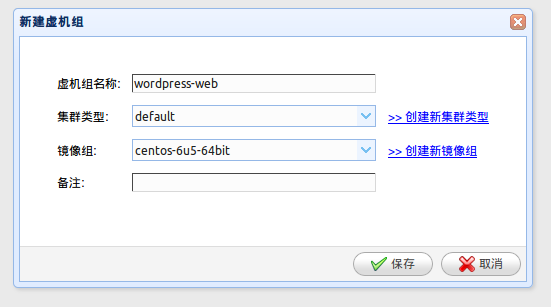 新建虚机组
虚机组名称: wordpress-web
集群类型: default >> 创建新集群类型
镜像组: centos-6u5-64bit >> 创建新镜像组
备注:
保存 取消